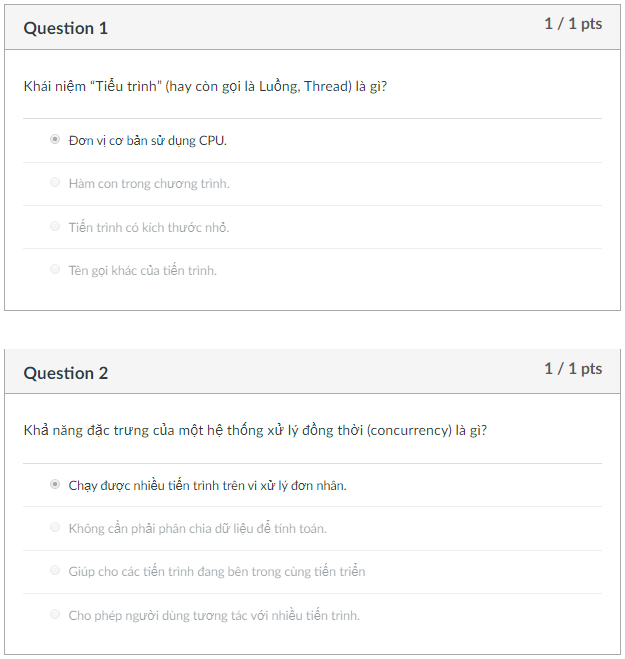 Question 1
1 / 1 pts
Khái niệm “Tiểu trình” (hay còn gọi là Luồng, Thread) là gì?
Đơn vị cơ bản sử dụng CPU.
Hàm con trong chương trình.
Tiến trình có kích thước nhỏ.
Tên gọi khác của tiến trình.
Question 2
1 / 1 pts
Khả năng đặc trưng của một hệ thống xử lý đồng thời (concurrency) là gì?
Chạy được nhiều tiến trình trên vi xử lý đơn nhân.
Không cần phải phân chia dữ liệu để tính toán.
Giúp cho các tiến trình đang bên trong cùng tiến triển
Cho phép người dùng tương tác với nhiều tiến trình.